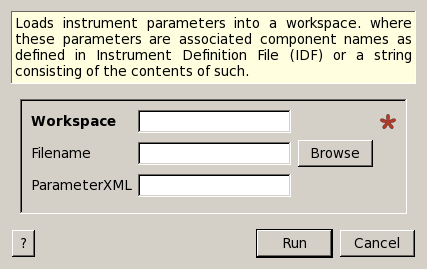 Loads instrument parameters into a workspace. where
these parameters are associated component names as
defined in Instrument Definition File (IDF) or a string
consisting of the contents of such.
Workspace
*
Filename
Browse
ParameterXML
?
Run
Cancel